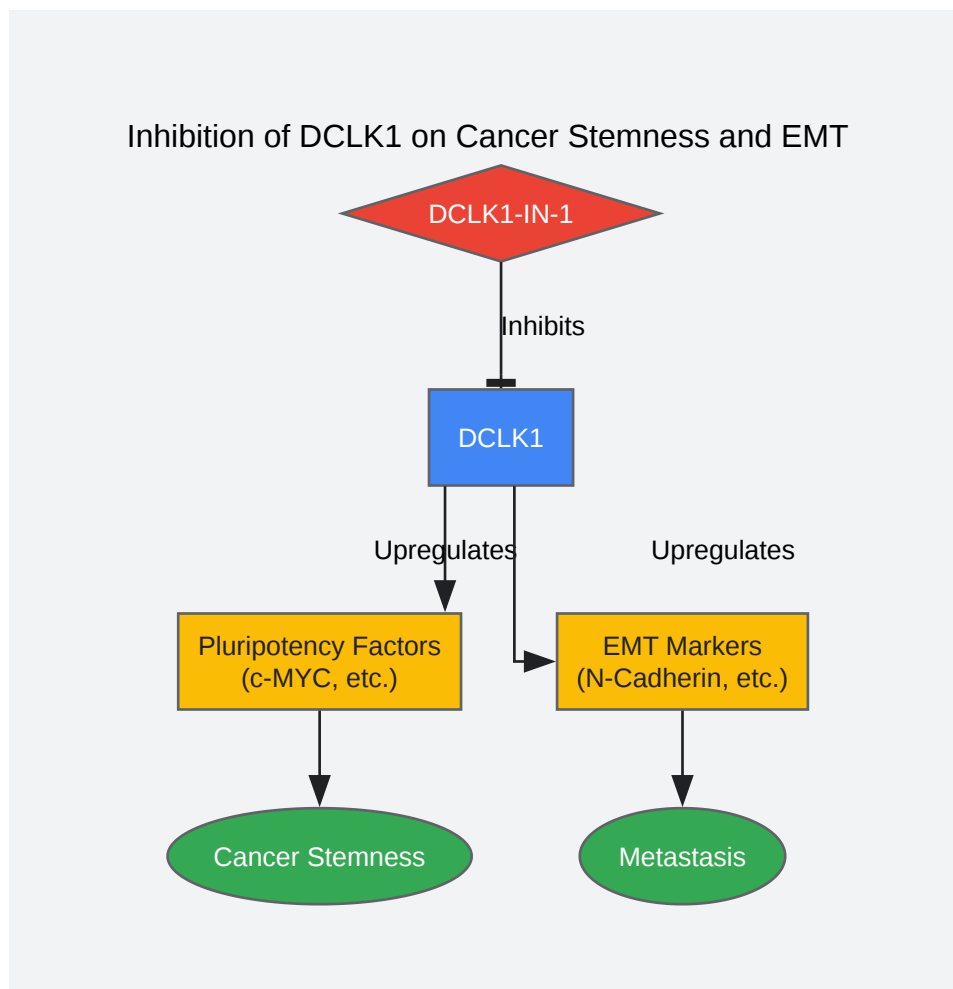 Inhibition of DCLK1 on Cancer Stemness and EMT
DCLK1-IN-1
Inhibits
DCLK1
Upregulates
Upregulates
Pluripotency Factors
(c-MYC, etc.)
EMT Markers
(N-Cadherin, etc.)
Cancer Stemness
Metastasis